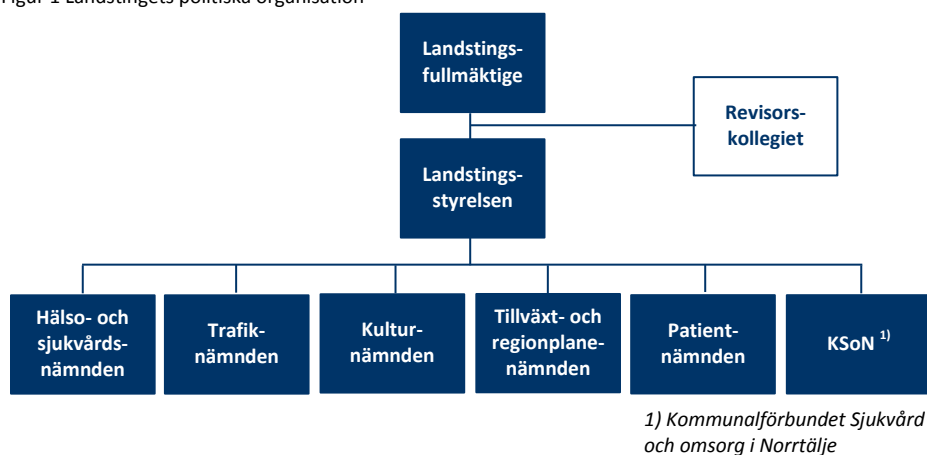 Figur 1 Landstingets politiska organisation
Landstings-
fullmäktige
Revisors-
kollegiet
Landstings-
styrelsen
Hälso- och
sjukvårds-
nämnden
Trafik-
nämnden
Kultur-
nämnden
Tillväxt- och
regionplane-
nämnden
Patient-
nämnden
KSoN 1)
1) Kommunalförbundet Sjukvård
och omsorg i Norrtälje